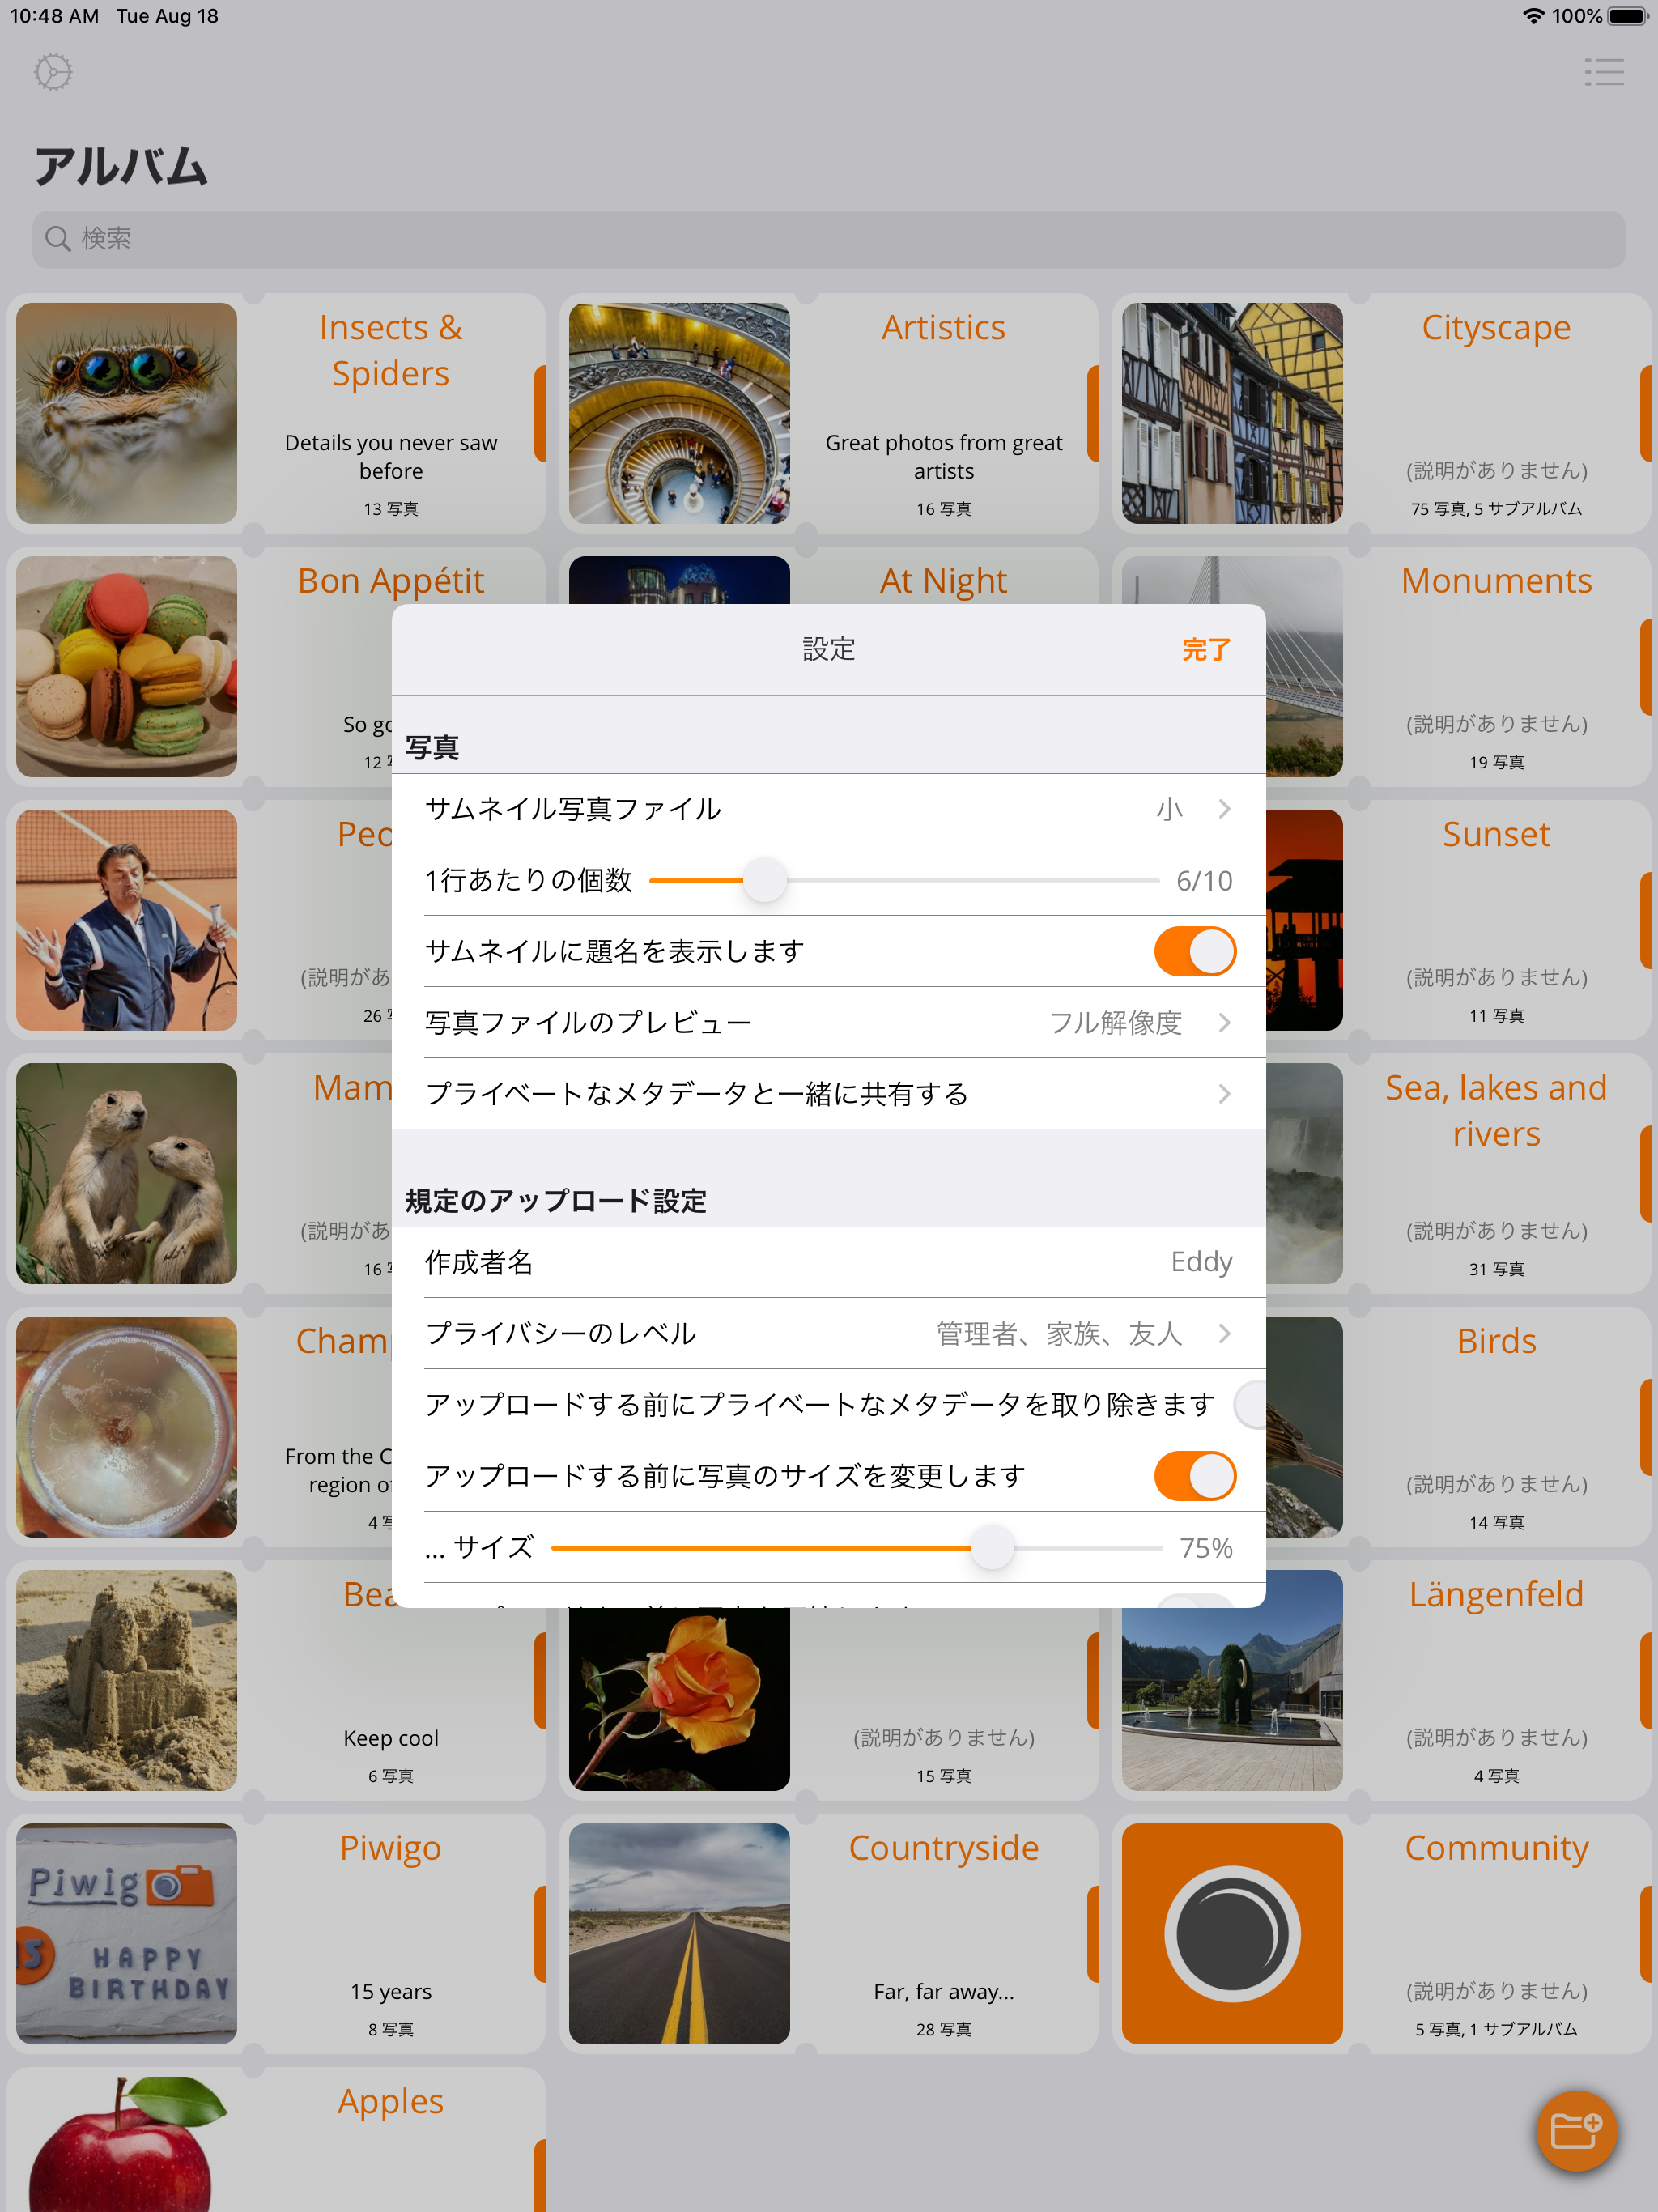 10:48 AM Tue Aug 18
100%
アルバム
検索
Insects &
Spiders
Details you never saw
before
13 写真
Artistics
Great photos from great
artists
16 写真
Cityscape
(説明がありません)
75 写真, 5 サブアルバム
Bon Appétit
So
12
At Night
Monuments
(説明がありません)
19 写真
(説明があ
26
Sunset
(説明がありません)
11 写真
(説明があ
16
Sea, lakes and
rivers
(説明がありません)
31 写真
From the
region
4
Birds
(説明がありません)
14 写真
設定
完了
写真
サムネイル写真ファイル 小
1行あたりの個数 6/10
サムネイルに題名を表示します
写真ファイルのプレビュー フル解像度
プライベートなメタデータと一緒に共有する
規定のアップロード設定
作成者名 Eddy
プライバシーのレベル 管理者、家族、友人
アップロードする前にプライベートなメタデータを取り除きます
アップロードする前に写真のサイズを変更します
... サイズ 75%
Keep cool
6 写真
(説明がありません)
15 写真
Längenfeld
(説明がありません)
4 写真
Piwig
15
HAPPY
BIRTHDAY
Piwigo
15 years
8 写真
Countryside
Far, far away...
28 写真
Community
(説明がありません)
5 写真, 1 サブアルバム
Apples